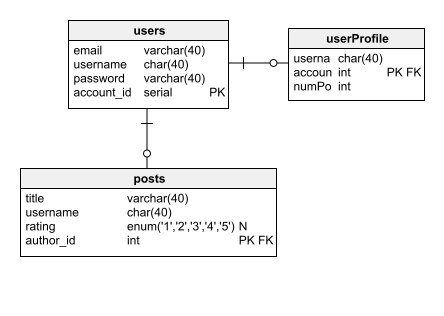 users
email varchar(40)
username char(40)
password varchar(40)
account_id serial PK
userProfile
userna char(40)
accoun int PK FK
numPo int
posts
title varchar(40)
username char(40)
rating enum('1','2','3','4','5') N
author_id int PK FK